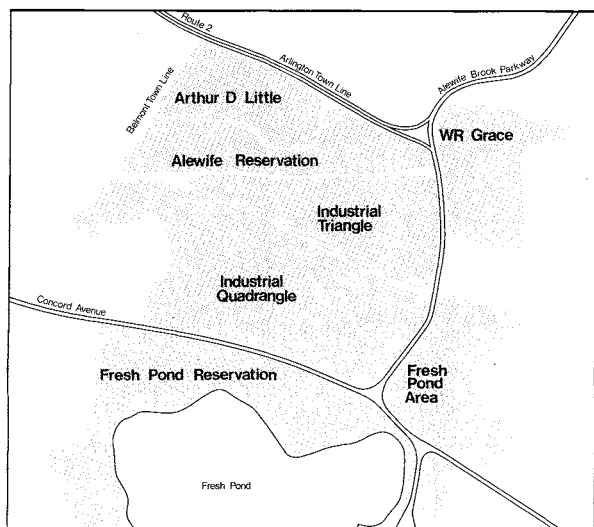 Route 2
Arlington Town Line
Alewife Brook Parkway
Belmont Town Line
Arthur D Little
WR Grace
Alewife Reservation
Industrial
Triangle
Industrial
Quadrangle
Concord Avenue
Fresh Pond Reservation
Fresh
Pond
Area
Fresh Pond